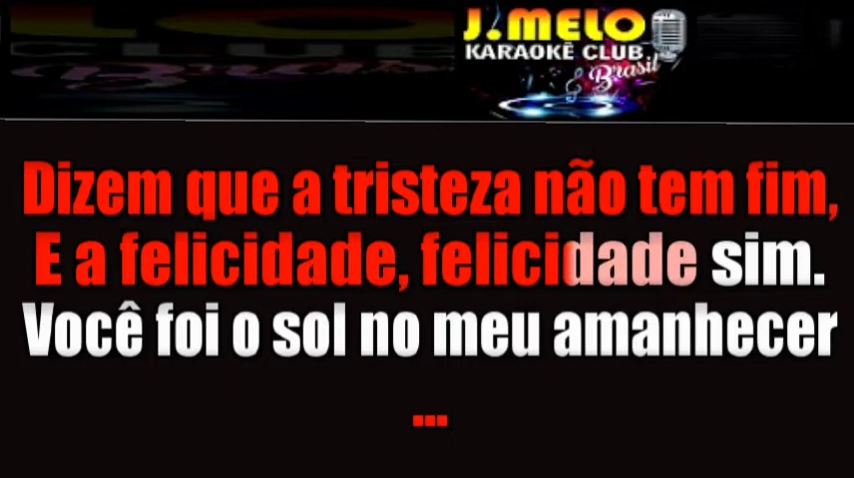 J. MELO
KARAOKÊ CLUB
Brasil
Dizem que a tristeza não tem fim,
E a felicidade, felicidade sim.
Você foi o sol no meu amanhecer
...